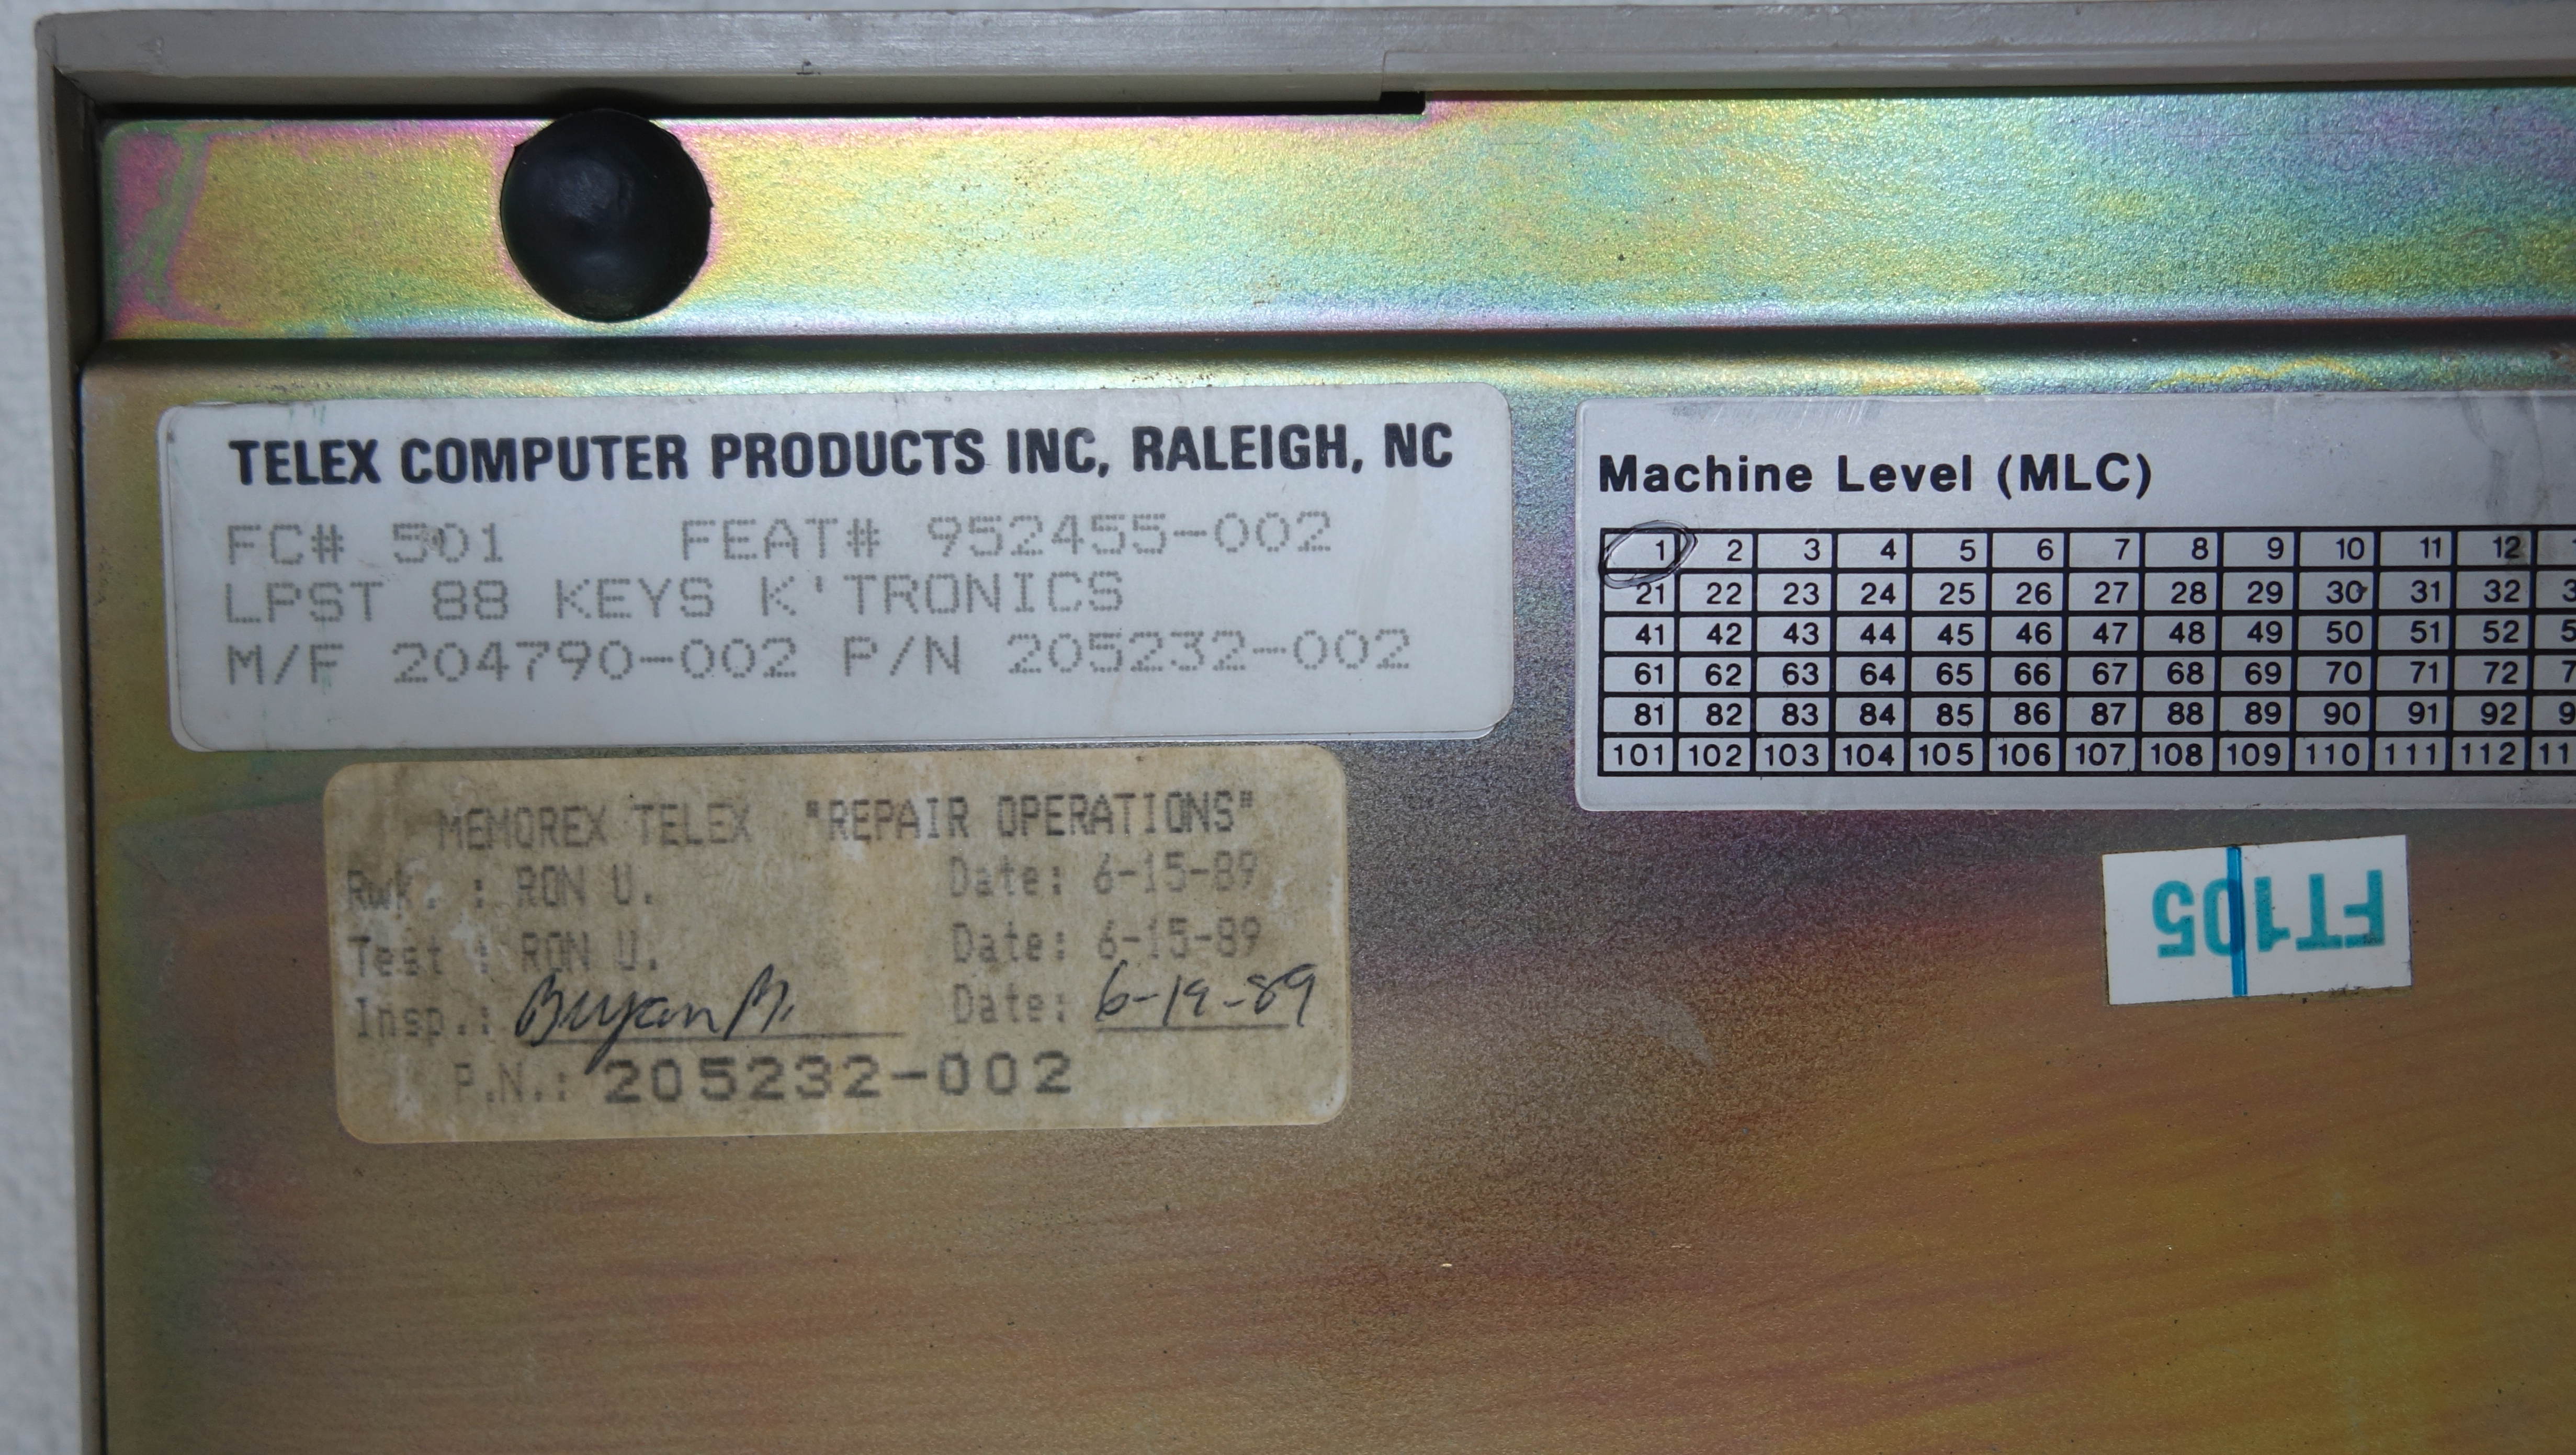 TELEX COMPUTER PRODUCTS INC, RALEIGH, NC
FC# 501 FEAT# 952455-002
LPST 88 KEYS K'TRONICS
M/F 204790-002 P/N 205232-002
MEMOREX TELEX "REPAIR OPERATIONS"
Rwk. : RON U. Date: 6-15-89
Test : RON U. Date: 6-15-89
Insp.: Bryan M. Date: 6-19-89
P.N.: 205232-002
Machine Level (MLC)
1 2 3 4 5 6 7 8 9 10 11 12
21 22 23 24 25 26 27 28 29 30 31 32
41 42 43 44 45 46 47 48 49 50 51 52
61 62 63 64 65 66 67 68 69 70 71 72
81 82 83 84 85 86 87 88 89 90 91 92
101 102 103 104 105 106 107 108 109 110 111 112
FT105